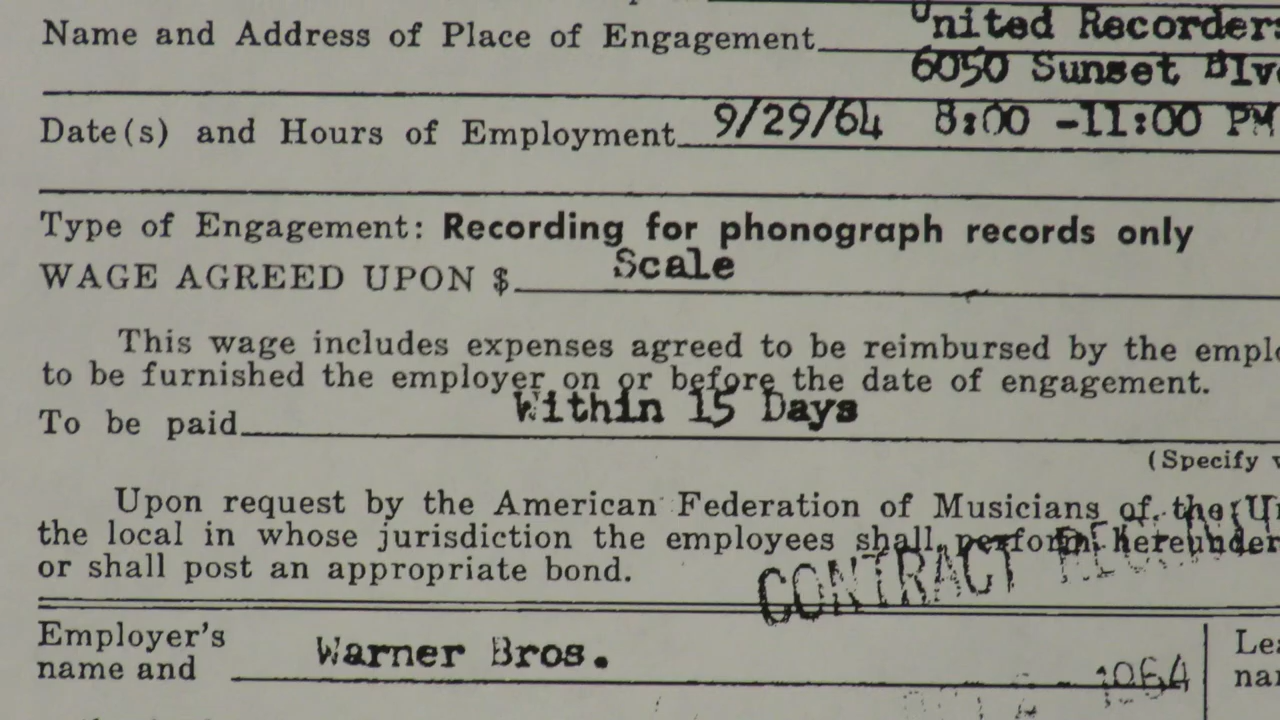 Name and Address of Place of Engagement United Recorders
6050 Sunset Blv
Date(s) and Hours of Employment 9/29/64 8:00 -11:00 PM
Type of Engagement: Recording for phonograph records only
WAGE AGREED UPON $ Scale
This wage includes expenses agreed to be reimbursed by the emplo
to be furnished the employer on or before the date of engagement.
To be paid Within 15 Days
(Specify
Upon request by the American Federation of Musicians of the
the local in whose jurisdiction the employees shall perform hereunder
or shall post an appropriate bond.
CONTRACT
Employer's
name and Warner Bros.
Lea
nar